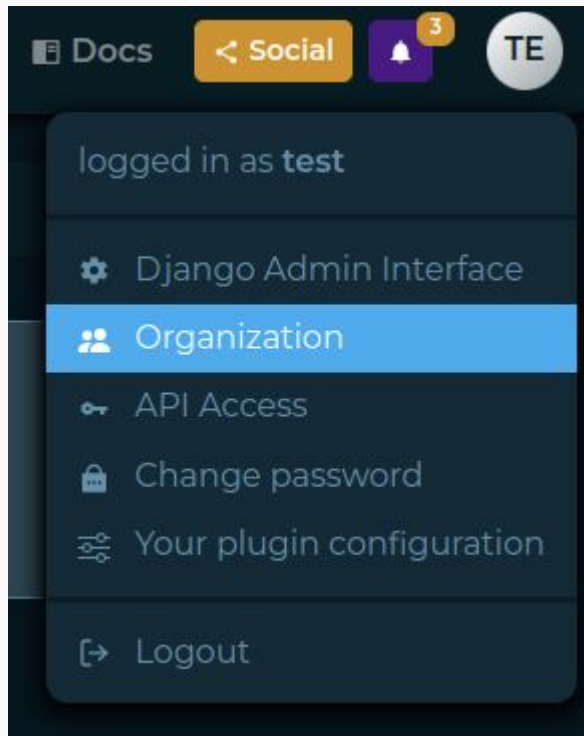 Docs
Social
3
TE
logged in as test
Django Admin Interface
Organization
API Access
Change password
Your plugin configuration
Logout